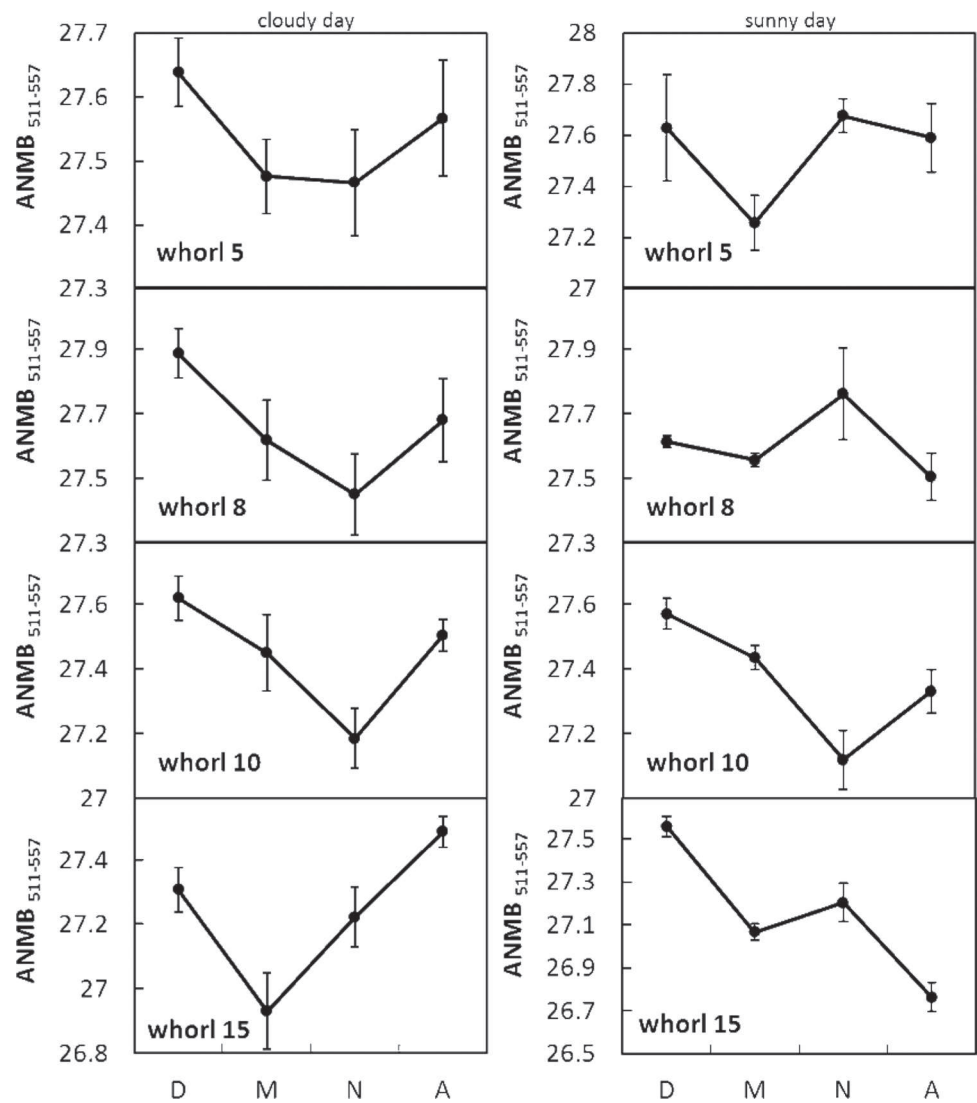 cloudy day
27.7
27.6
27.5
27.4
27.3
ANMB 511-557
whorl 5
27.9
27.7
27.5
27.3
ANMB 511-557
whorl 8
27.6
27.4
27.2
27
ANMB 511-557
whorl 10
27.4
27.2
27
26.8
ANMB 511-557
whorl 15
D M N A
sunny day
28
27.8
27.6
27.4
27.2
27
ANMB 511-557
whorl 5
27.9
27.7
27.5
27.3
ANMB 511-557
whorl 8
27.6
27.4
27.2
27
ANMB 511-557
whorl 10
27.5
27.3
27.1
26.9
26.7
26.5
ANMB 511-557
whorl 15
D M N A